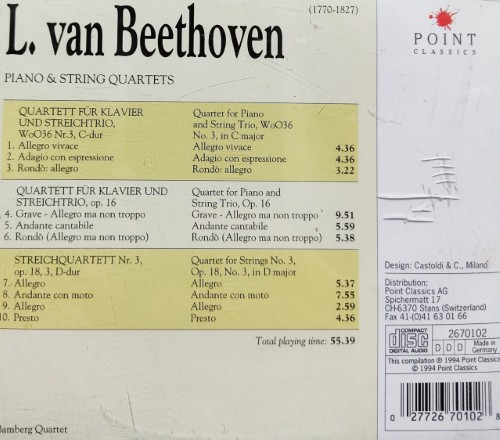 L. van Beethoven (1770-1827)
PIANO & STRING QUARTETS
POINT
CLASSICS
QUARTETT FÜR KLAVIER
UND STREICHTRIO,
WoO36 Nr.3, C-dur
1. Allegro vivace
2. Adagio con espressione
3. Rondò: allegro
Quartet for Piano
and String Trio, WoO36
No. 3, in C major
Allegro vivace 4.36
Adagio con espressione 4.36
Rondò: allegro 3.22
QUARTETT FÜR KLAVIER UND
STREICHTRIO, op. 16
4. Grave - Allegro ma non troppo
5. Andante cantabile
6. Rondò (Allegro ma non troppo)
Quartet for Piano and
String Trio, Op. 16
Grave - Allegro ma non troppo 9.51
Andante cantabile 5.59
Rondò (Allegro ma non troppo) 5.38
STREICHQUARTETT Nr. 3,
op. 18, 3, D-dur
7. Allegro
8. Andante con moto
9. Allegro
10. Presto
Quartet for Strings No. 3,
Op. 18, No. 3, in D major
Allegro 5.37
Andante con moto 7.55
Allegro 2.59
Presto 4.36
Total playing time: 55.39
Bamberg Quartet
Design: Castoldi & C., Milano
Distribution:
Point Classics AG
Spichermatt 17
CH-6370 Stans (Switzerland)
Fax 41-(0)41 63 01 66
COMPACT
disc
DIGITAL AUDIO
2670102
D D D
Made in
Germany
This compilation ℗ 1994 Point Classics
© 1994 Point Classics
0 27726 70102 8